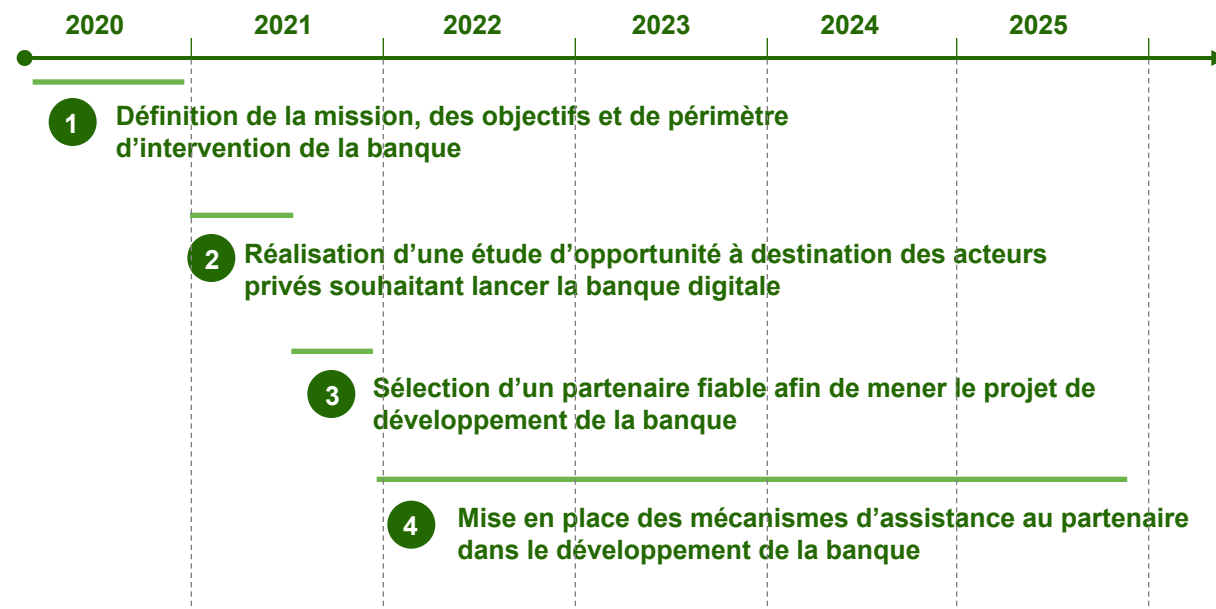 2020 2021 2022 2023 2024 2025
1 Définition de la mission, des objectifs et de périmètre
d’intervention de la banque
2 Réalisation d’une étude d’opportunité à destination des acteurs
privés souhaitant lancer la banque digitale
3 Sélection d’un partenaire fiable afin de mener le projet de
développement de la banque
4 Mise en place des mécanismes d’assistance au partenaire
dans le développement de la banque